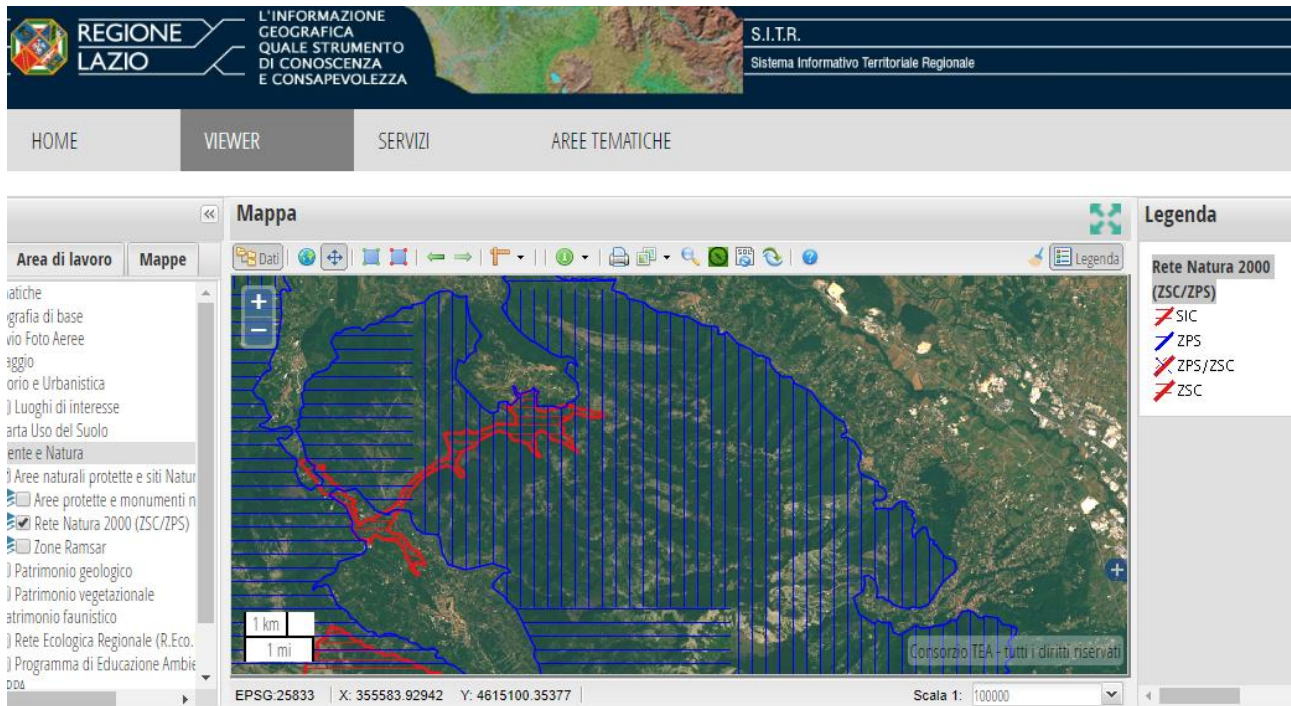 REGIONE
LAZIO
L'INFORMAZIONE
GEOGRAFICA
QUALE STRUMENTO
DI CONOSCENZA
E CONSAPEVOLEZZA
S.I.T.R.
Sistema Informativo Territoriale Regionale
HOME VIEWER SERVIZI AREE TEMATICHE
Area di lavoro Mappe
atiche
grafia di base
vio Foto Aeree
aggio
orio e Urbanistica
Luoghi di interesse
arta Uso del Suolo
ente e Natura
Aree naturali protette e siti Natur
Aree protette e monumenti n
Rete Natura 2000 (ZSC/ZPS)
Zone Ramsar
Patrimonio geologico
Patrimonio vegetazionale
atrimonio faunistico
Rete Ecologica Regionale (R.Eco.
Programma di Educazione Ambie
Mappa
Dati Legenda
1 km
1 mi
Consorzio TEA - tutti i diritti riservati
EPSG:25833 X: 355583.92942 Y: 4615100.35377 Scala 1: 100000
Legenda
Rete Natura 2000
(ZSC/ZPS)
SIC
ZPS
ZPS/ZSC
ZSC